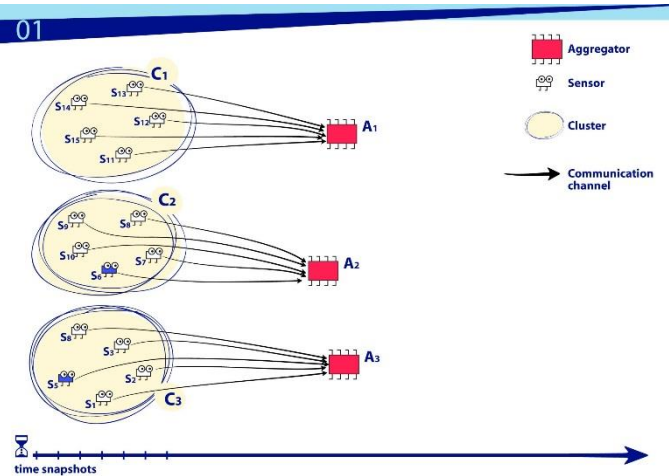 01
C1
S13
S14
S12
S15
S11
A1
C2
S9
S8
S10
S7
S6
A2
S8
S3
S5
S2
S1
C3
A3
Aggregator
Sensor
Cluster
Communication
channel
time snapshots